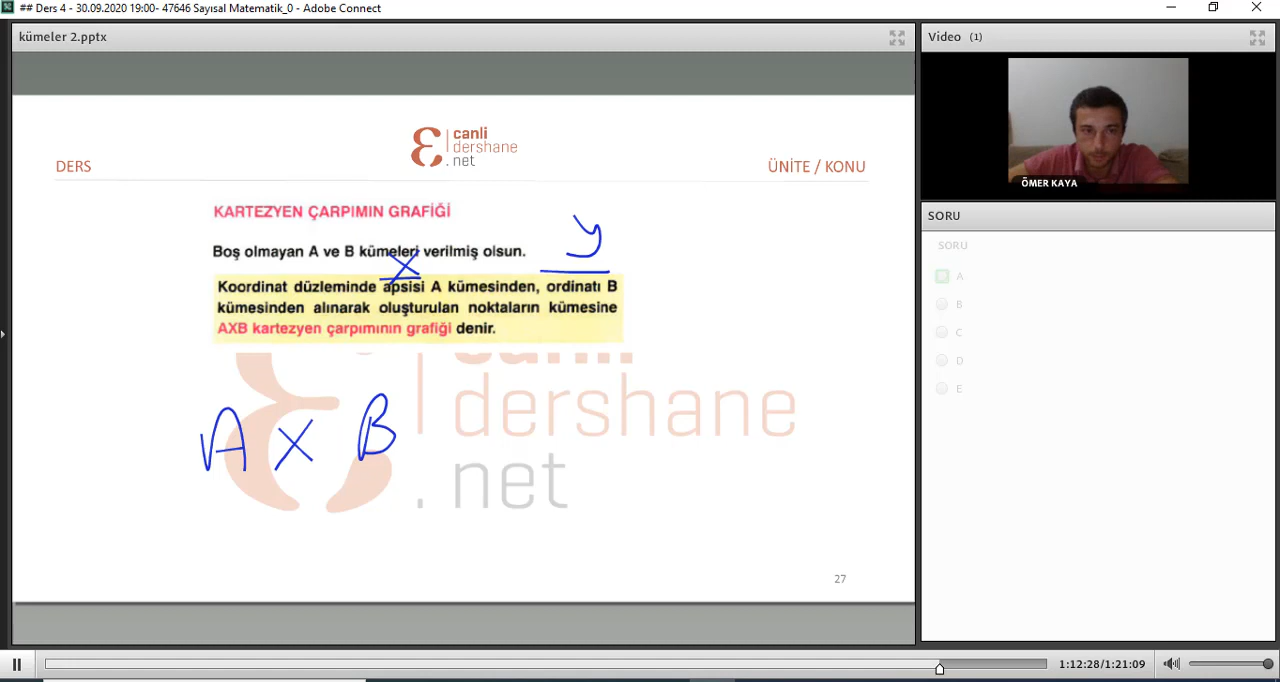 ## Ders 4 - 30.09.2020 19:00- 47646 Sayısal Matematik_0 - Adobe Connect
kümeler 2.pptx
Video (1)
canli
dershane
.net
DERS
ÜNİTE / KONU
ÖMER KAYA
KARTEZYEN ÇARPIMIN GRAFİĞİ
SORU
y
Boş olmayan A ve B kümeleri verilmiş olsun.
SORU
x
Koordinat düzleminde apsisi A kümesinden, ordinatı B
kümesinden alınarak oluşturulan noktaların kümesine
AXB kartezyen çarpımının grafiği denir.
A
B
C
D
E
dershane
.net
A X B
27
1:12:28/1:21:09